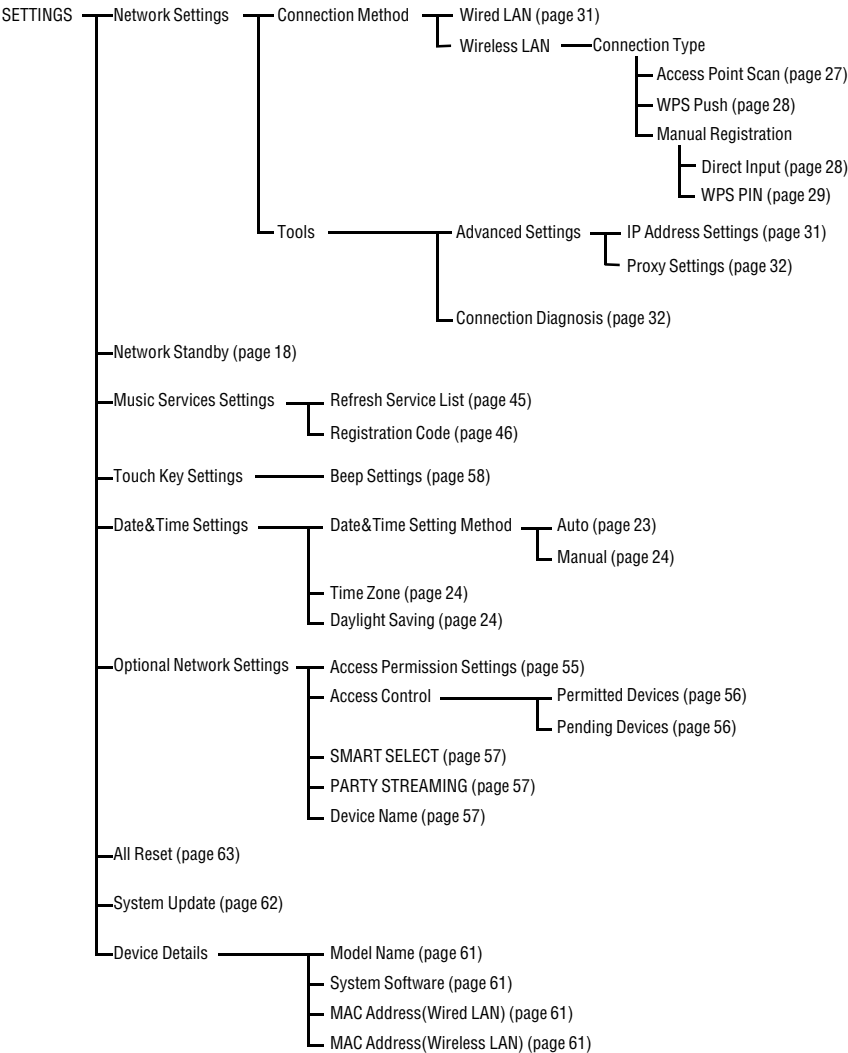 SETTINGS Network Settings Connection Method Wired LAN (page 31)
Wireless LAN Connection Type
Access Point Scan (page 27)
WPS Push (page 28)
Manual Registration
Direct Input (page 28)
WPS PIN (page 29)
Tools Advanced Settings IP Address Settings (page 31)
Proxy Settings (page 32)
Connection Diagnosis (page 32)
Network Standby (page 18)
Music Services Settings Refresh Service List (page 45)
Registration Code (page 46)
Touch Key Settings Beep Settings (page 58)
Date&Time Settings Date&Time Setting Method Auto (page 23)
Manual (page 24)
Time Zone (page 24)
Daylight Saving (page 24)
Optional Network Settings Access Permission Settings (page 55)
Access Control Permitted Devices (page 56)
Pending Devices (page 56)
SMART SELECT (page 57)
PARTY STREAMING (page 57)
Device Name (page 57)
All Reset (page 63)
System Update (page 62)
Device Details Model Name (page 61)
System Software (page 61)
MAC Address(Wired LAN) (page 61)
MAC Address(Wireless LAN) (page 61)